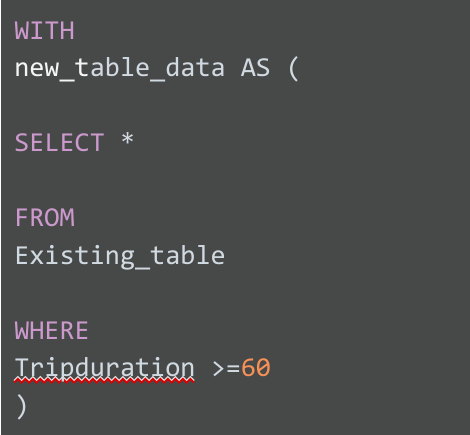 WITH
new_table_data AS (
SELECT *
FROM
Existing_table
WHERE
Tripduration >=60
)